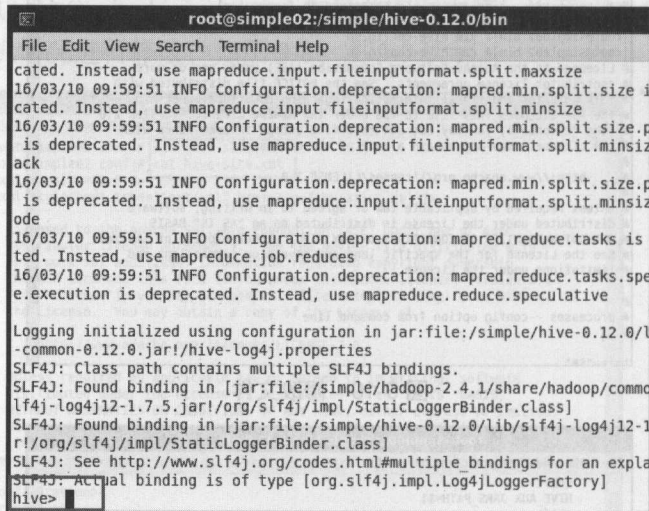 root@simple02:/simple/hive-0.12.0/bin
File Edit View Search Terminal Help
cated. Instead, use mapreduce.input.fileinputformat.split.maxsize
16/03/10 09:59:51 INFO Configuration.deprecation: mapred.min.split.size i
cated. Instead, use mapreduce.input.fileinputformat.split.minsize
16/03/10 09:59:51 INFO Configuration.deprecation: mapred.min.split.size.p
 is deprecated. Instead, use mapreduce.input.fileinputformat.split.minsiz
ack
16/03/10 09:59:51 INFO Configuration.deprecation: mapred.min.split.size.p
 is deprecated. Instead, use mapreduce.input.fileinputformat.split.minsiz
ode
16/03/10 09:59:51 INFO Configuration.deprecation: mapred.reduce.tasks is
ted. Instead, use mapreduce.job.reduces
16/03/10 09:59:51 INFO Configuration.deprecation: mapred.reduce.tasks.spe
e.execution is deprecated. Instead, use mapreduce.reduce.speculative
Logging initialized using configuration in jar:file:/simple/hive-0.12.0/l
-common-0.12.0.jar!/hive-log4j.properties
SLF4J: Class path contains multiple SLF4J bindings.
SLF4J: Found binding in [jar:file:/simple/hadoop-2.4.1/share/hadoop/commo
lf4j-log4j12-1.7.5.jar!/org/slf4j/impl/StaticLoggerBinder.class]
SLF4J: Found binding in [jar:file:/simple/hive-0.12.0/lib/slf4j-log4j12-1
r!/org/slf4j/impl/StaticLoggerBinder.class]
SLF4J: See http://www.slf4j.org/codes.html#multiple_bindings for an expla
SLF4J: Actual binding is of type [org.slf4j.impl.Log4jLoggerFactory]
hive>